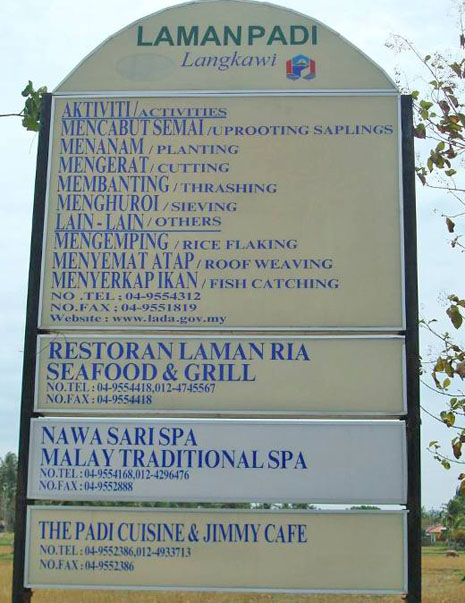 LAMAN PADI
Langkawi
AKTIVITI/ACTIVITIES
MENCABUT SEMAI/UPROOTING SAPLINGS
MENANAM/PLANTING
MENGERAT/CUTTING
MEMBANTING/THRASHING
MENGHUROI/SIEVING
LAIN - LAIN/OTHERS
MENGEMPING/RICE FLAKING
MENYEMAT ATAP/ROOF WEAVING
MENYERKAP IKAN/FISH CATCHING
NO .TEL ; 04-9554312
NO.FAX ; 04-9551819
Website : www.lada.gov.my
RESTORAN LAMAN RIA
SEAFOOD & GRILL
NO.TEL : 04-9554418,012-4745567
NO.FAX : 04-9554418
NAWA SARI SPA
MALAY TRADITIONAL SPA
NO.TEL : 04-9554168,012-4296476
NO.FAX : 04-9552888
THE PADI CUISINE & JIMMY CAFE
NO.TEL : 04-9552386,012-4933713
NO.FAX : 04-9552386